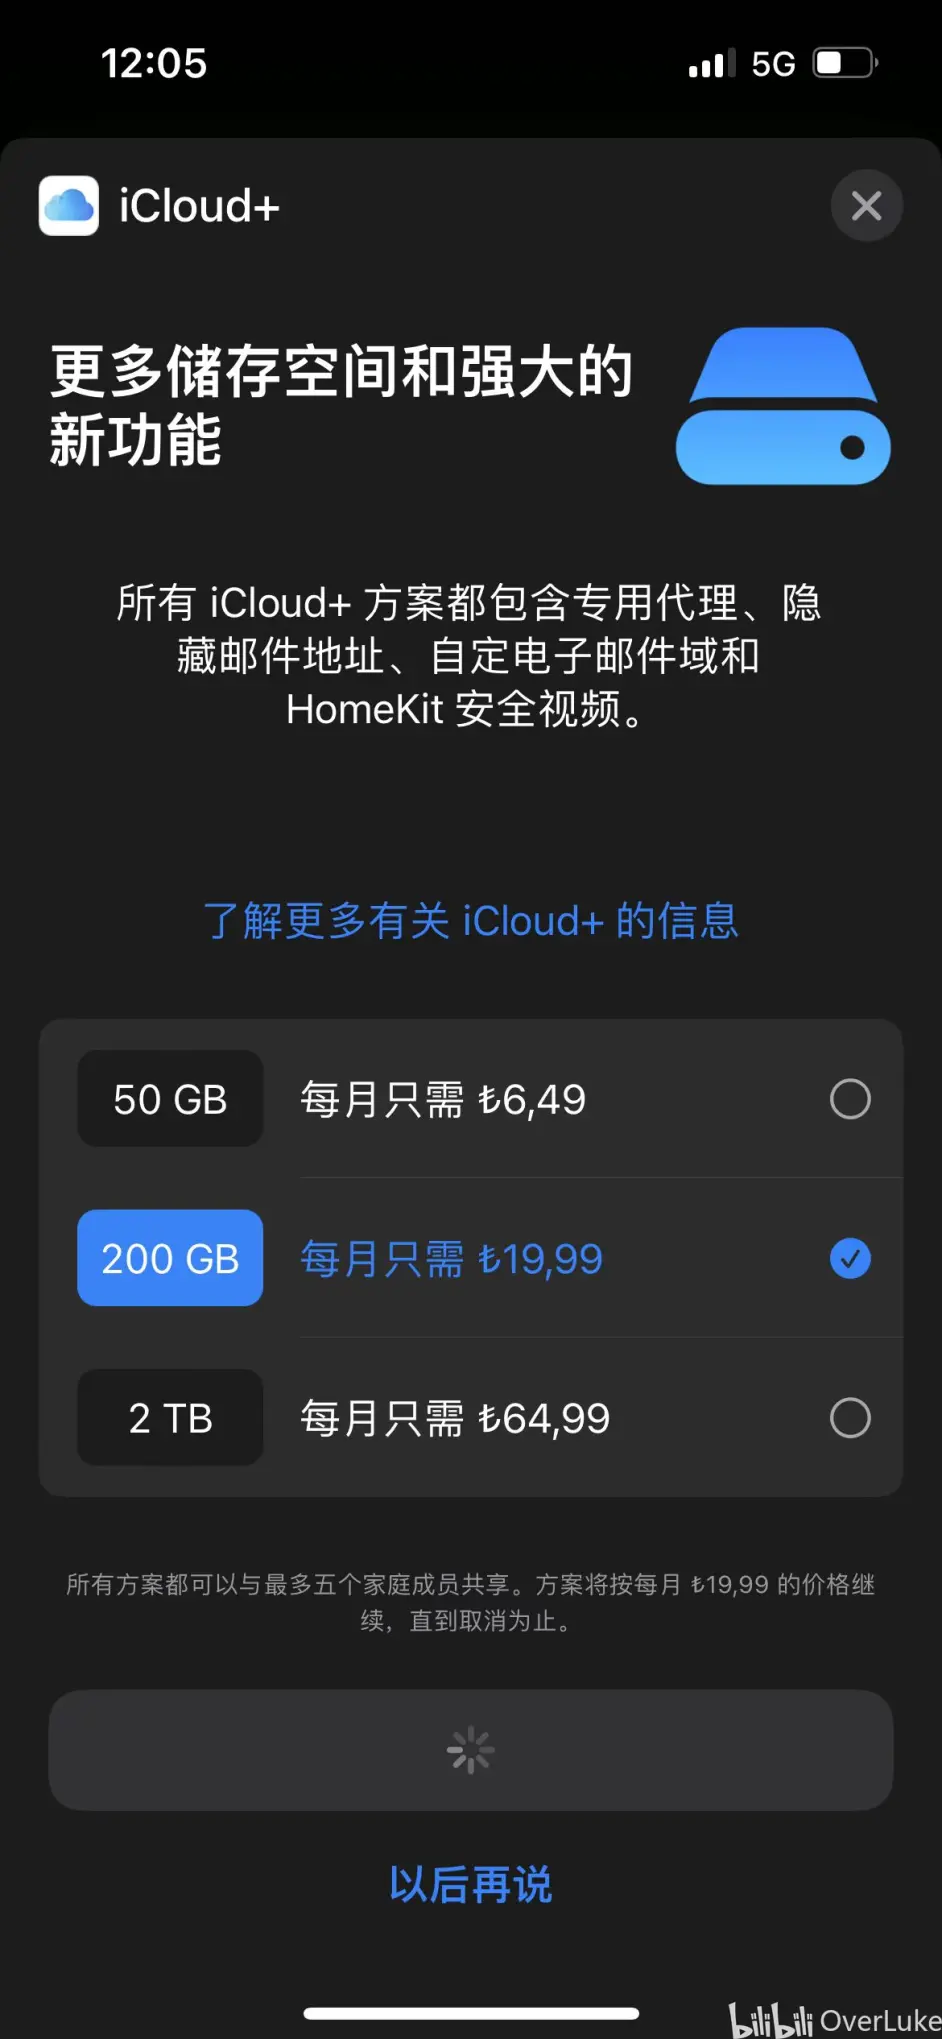 12:05
5G
iCloud+
更多储存空间和强大的
新功能
所有 iCloud+ 方案都包含专用代理、隐
藏邮件地址、自定电子邮件域和
HomeKit 安全视频。
了解更多有关 iCloud+ 的信息
50 GB 每月只需 ₺6,49
200 GB 每月只需 ₺19,99
2 TB 每月只需 ₺64,99
所有方案都可以与最多五个家庭成员共享。方案将按每月 ₺19,99 的价格继
续，直到取消为止。
以后再说
bilibili OverLuke